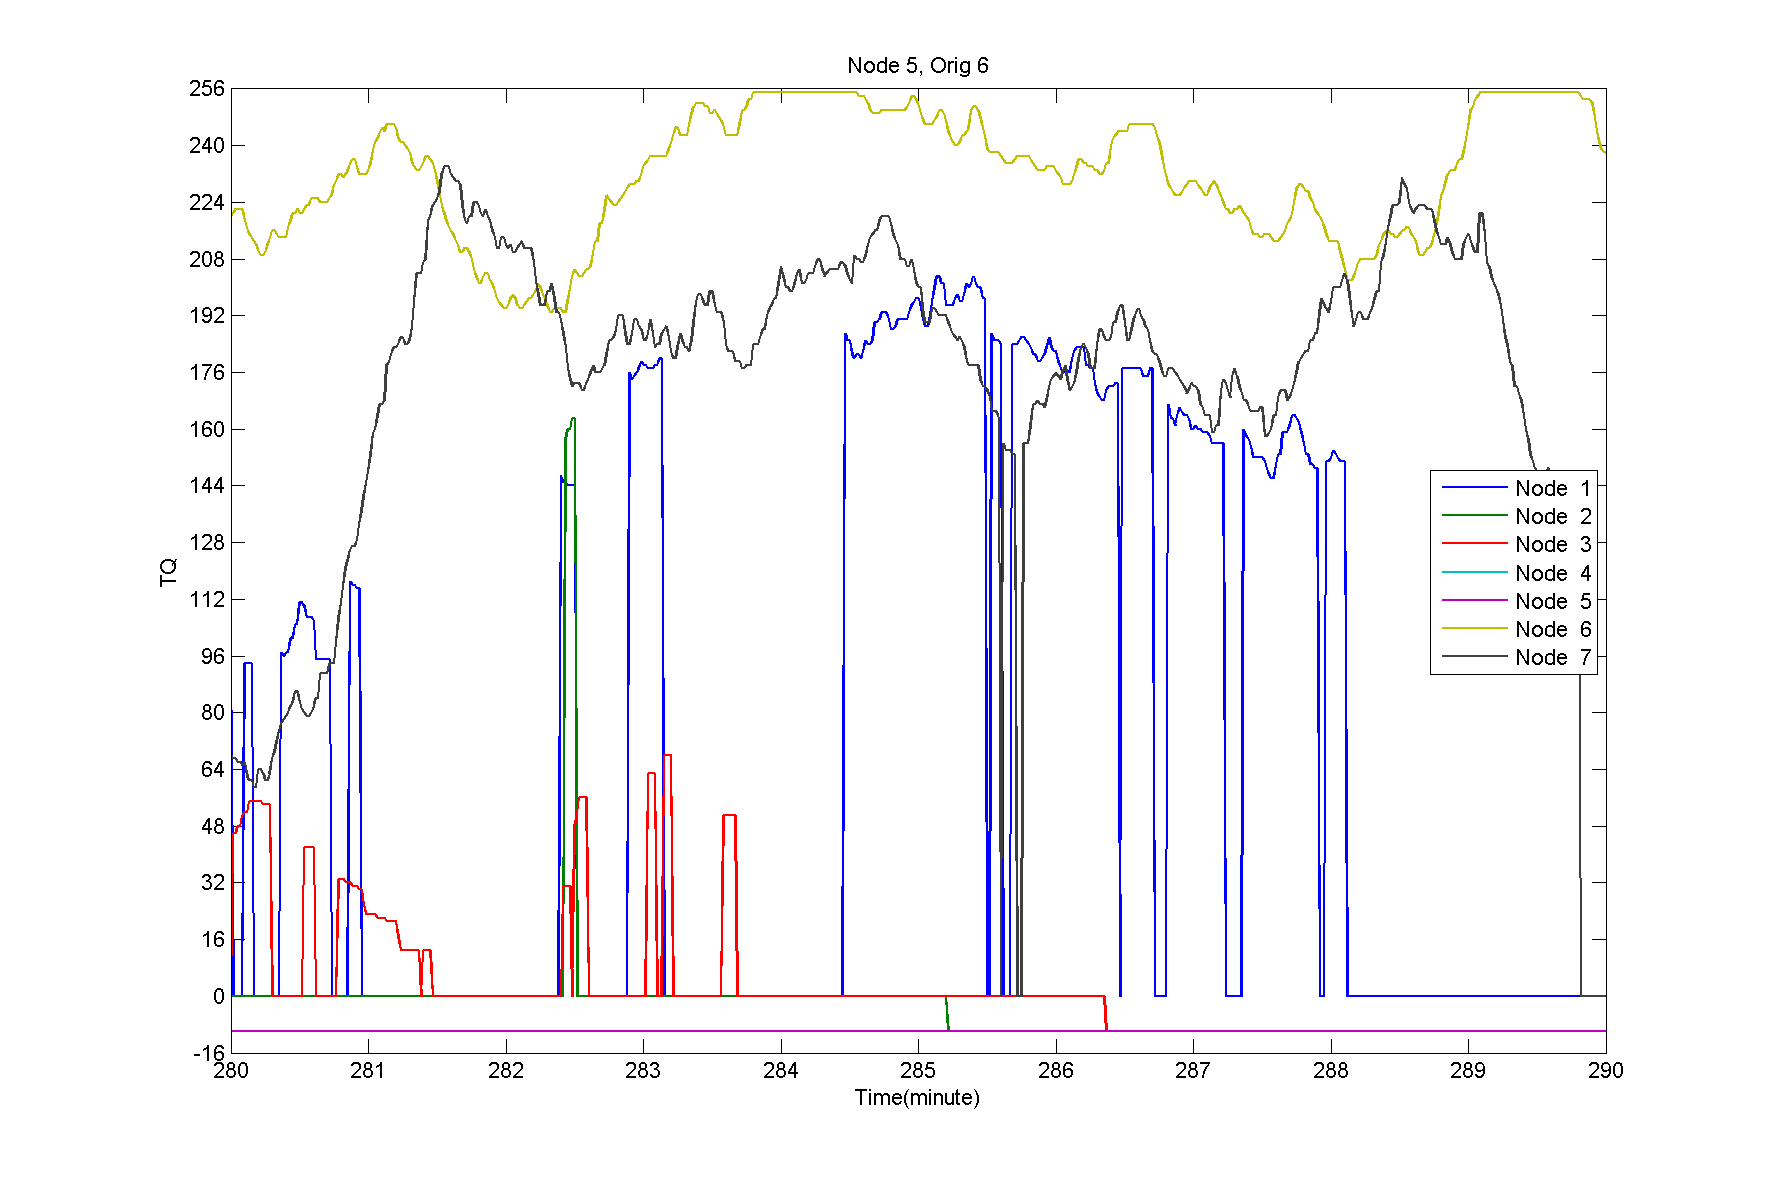 Node 5, Orig 6
256
240
224
208
192
176
160
144
128
112
96
80
64
48
32
16
0
-16
TQ
Node 1
Node 2
Node 3
Node 4
Node 5
Node 6
Node 7
280 281 282 283 284 285 286 287 288 289 290
Time(minute)